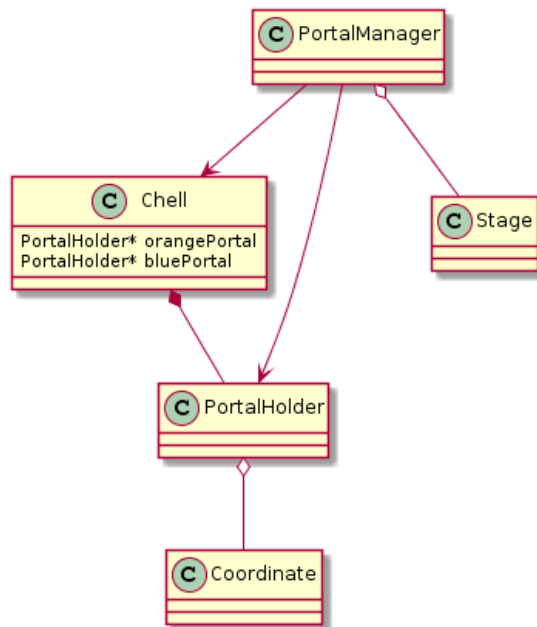 C PortalManager
C Chell
PortalHolder* orangePortal
PortalHolder* bluePortal
C Stage
C PortalHolder
C Coordinate